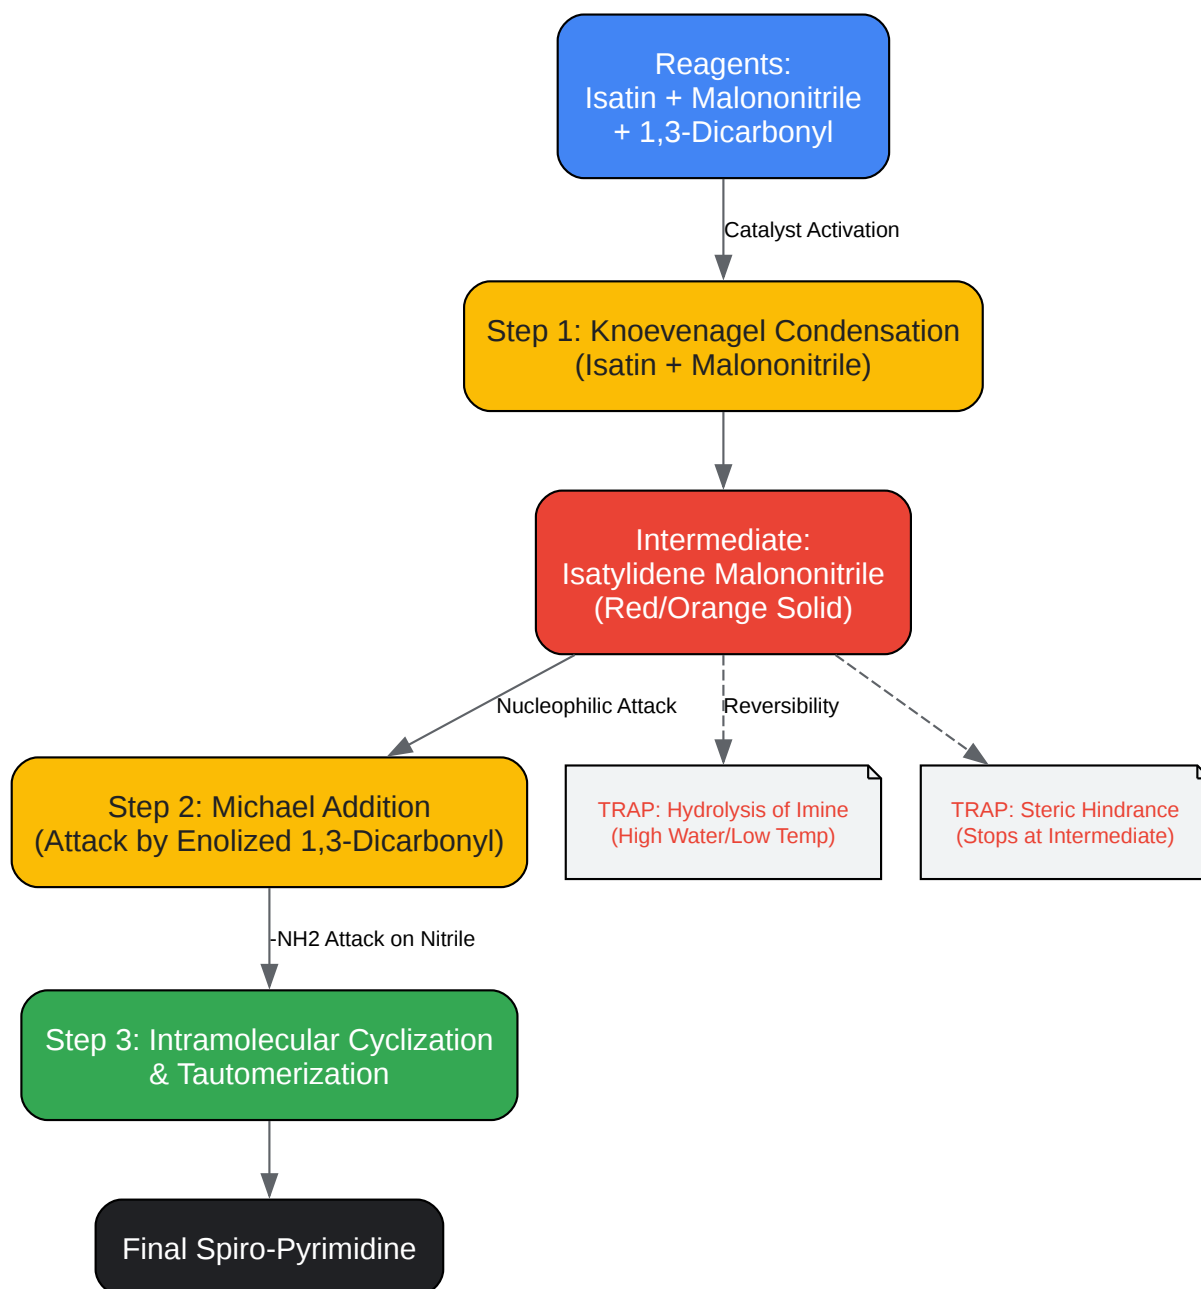 Reagents:
Isatin + Malononitrile
+ 1,3-Dicarbonyl
Catalyst Activation
Step 1: Knoevenagel Condensation
(Isatin + Malononitrile)
Intermediate:
Isatylidene Malononitrile
(Red/Orange Solid)
Nucleophilic Attack
Reversibility
Step 2: Michael Addition
(Attack by Enolized 1,3-Dicarbonyl)
TRAP: Hydrolysis of Imine
(High Water/Low Temp)
TRAP: Steric Hindrance
(Stops at Intermediate)
-NH2 Attack on Nitrile
Step 3: Intramolecular Cyclization
& Tautomerization
Final Spiro-Pyrimidine